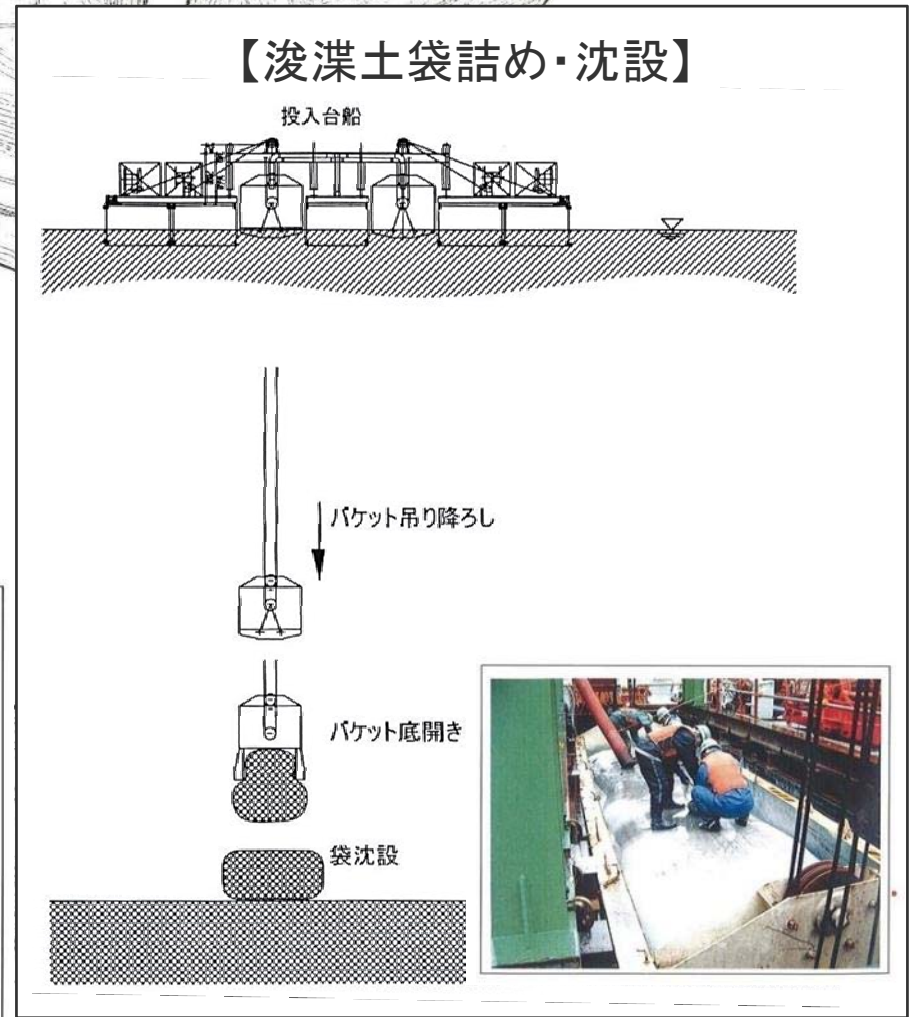 【浚渫土袋詰め・沈設】
投入台船
バケット吊り降ろし
バケット底開き
袋沈設